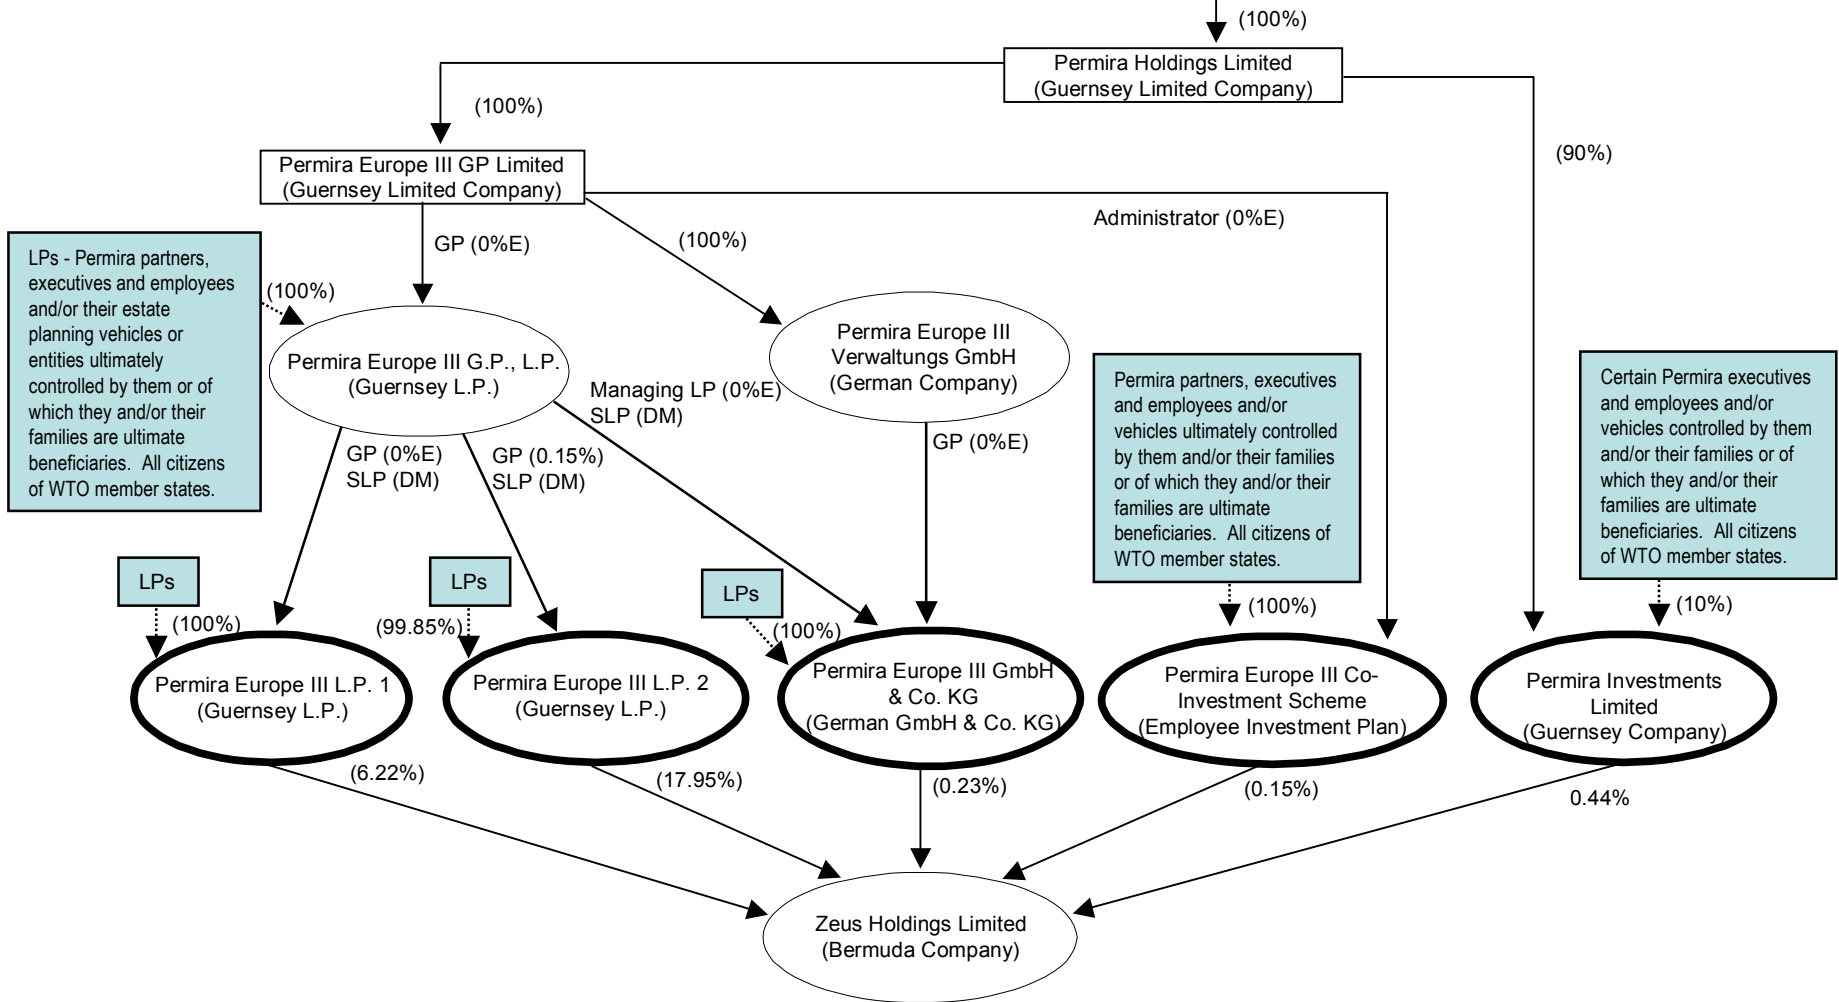 (100%)
Permira Holdings Limited
(Guernsey Limited Company)
(100%)
(90%)
Permira Europe III GP Limited
(Guernsey Limited Company)
Administrator (0%E)
GP (0%E)
(100%)
LPs - Permira partners,
executives and employees
and/or their estate
planning vehicles or
entities ultimately
controlled by them or of
which they and/or their
families are ultimate
beneficiaries.  All citizens
of WTO member states.
(100%)
Permira Europe III G.P., L.P.
(Guernsey L.P.)
Permira Europe III
Verwaltungs GmbH
(German Company)
Managing LP (0%E)
SLP (DM)
Permira partners, executives
and employees and/or
vehicles ultimately controlled
by them and/or their families
or of which they and/or their
families are ultimate
beneficiaries.  All citizens of
WTO member states.
Certain Permira executives
and employees and/or
vehicles controlled by them
and/or their families or of
which they and/or their
families are ultimate
beneficiaries.  All citizens
of WTO member states.
GP (0%E)
SLP (DM)
GP (0.15%)
SLP (DM)
GP (0%E)
LPs
LPs
LPs
(100%)
(99.85%)
(100%)
(100%)
(10%)
Permira Europe III L.P. 1
(Guernsey L.P.)
Permira Europe III L.P. 2
(Guernsey L.P.)
Permira Europe III GmbH
& Co. KG
(German GmbH & Co. KG)
Permira Europe III Co-
Investment Scheme
(Employee Investment Plan)
Permira Investments
Limited
(Guernsey Company)
(6.22%)
(17.95%)
(0.23%)
(0.15%)
0.44%
Zeus Holdings Limited
(Bermuda Company)